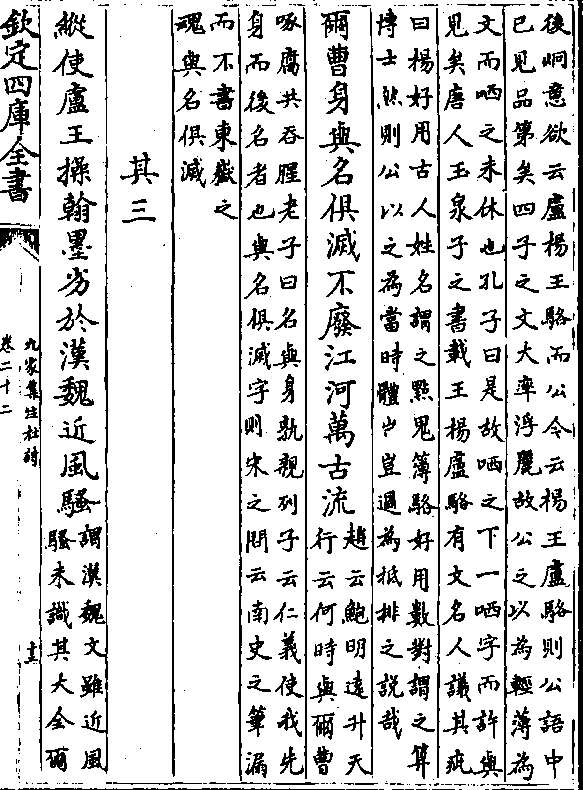 後峒意欲云盧楊王駱而公今云楊王盧駱則公語中
已見品第矣四子之文大率浮麗故公之以為輕薄為
文而哂之未休也孔子曰是故哂之下一哂字而許與
見矣唐人玉泉子之書載王楊盧駱有文名人議其疵
曰楊好用古人姓名謂之點鬼簿駱好用數對謂之算
博士然則公以之為當時體此豈過為抵排之說哉
爾曹身與名俱滅不廢江河萬古流
趙云鮑明遠升天
行云何時與爾曹
啄腐共吞腥老子曰名與身孰親列子云仁義使我先
身而後名者也與名俱滅字則宋之問云南史之筆漏
而不書東嶽之
魂與名俱滅
其三
縱使盧王操翰墨劣於漢魏近風騷
謂漢魏文雖近風
騷未識其大全爾
欽定四庫全書
九家集注杜詩
卷二十二
十三